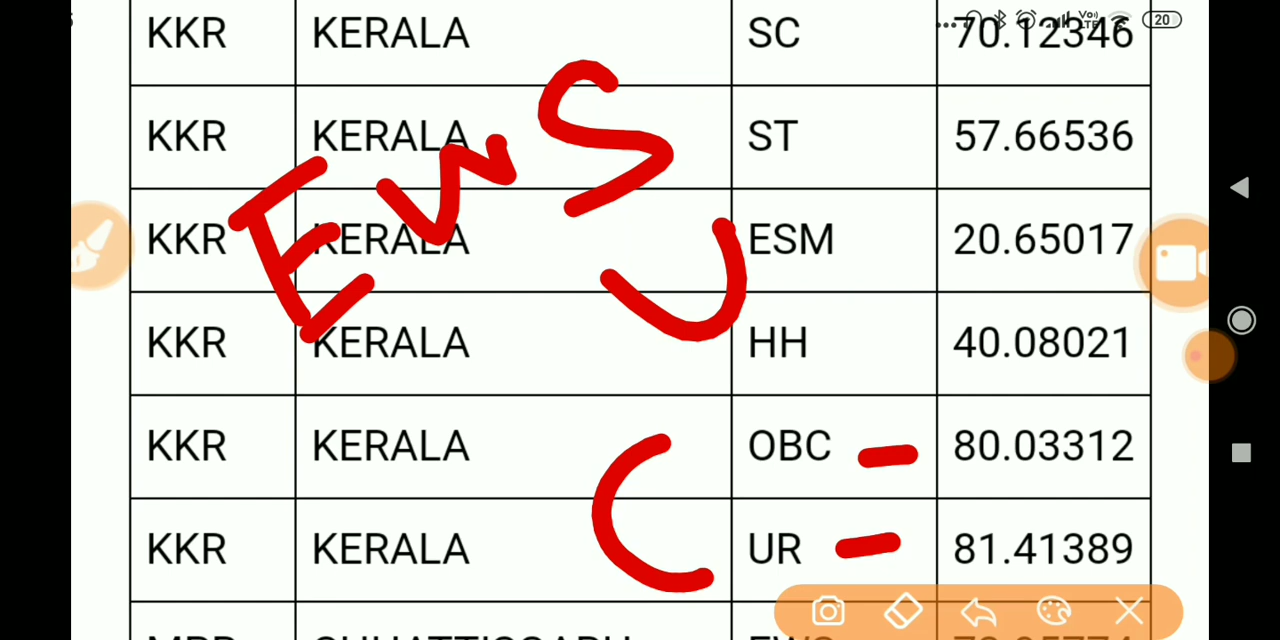 20
KKR KERALA SC 70.12346
KKR KERALA ST 57.66536
KKR KERALA ESM 20.65017
KKR KERALA HH 40.08021
KKR KERALA OBC 80.03312
KKR KERALA UR 81.41389
EWS